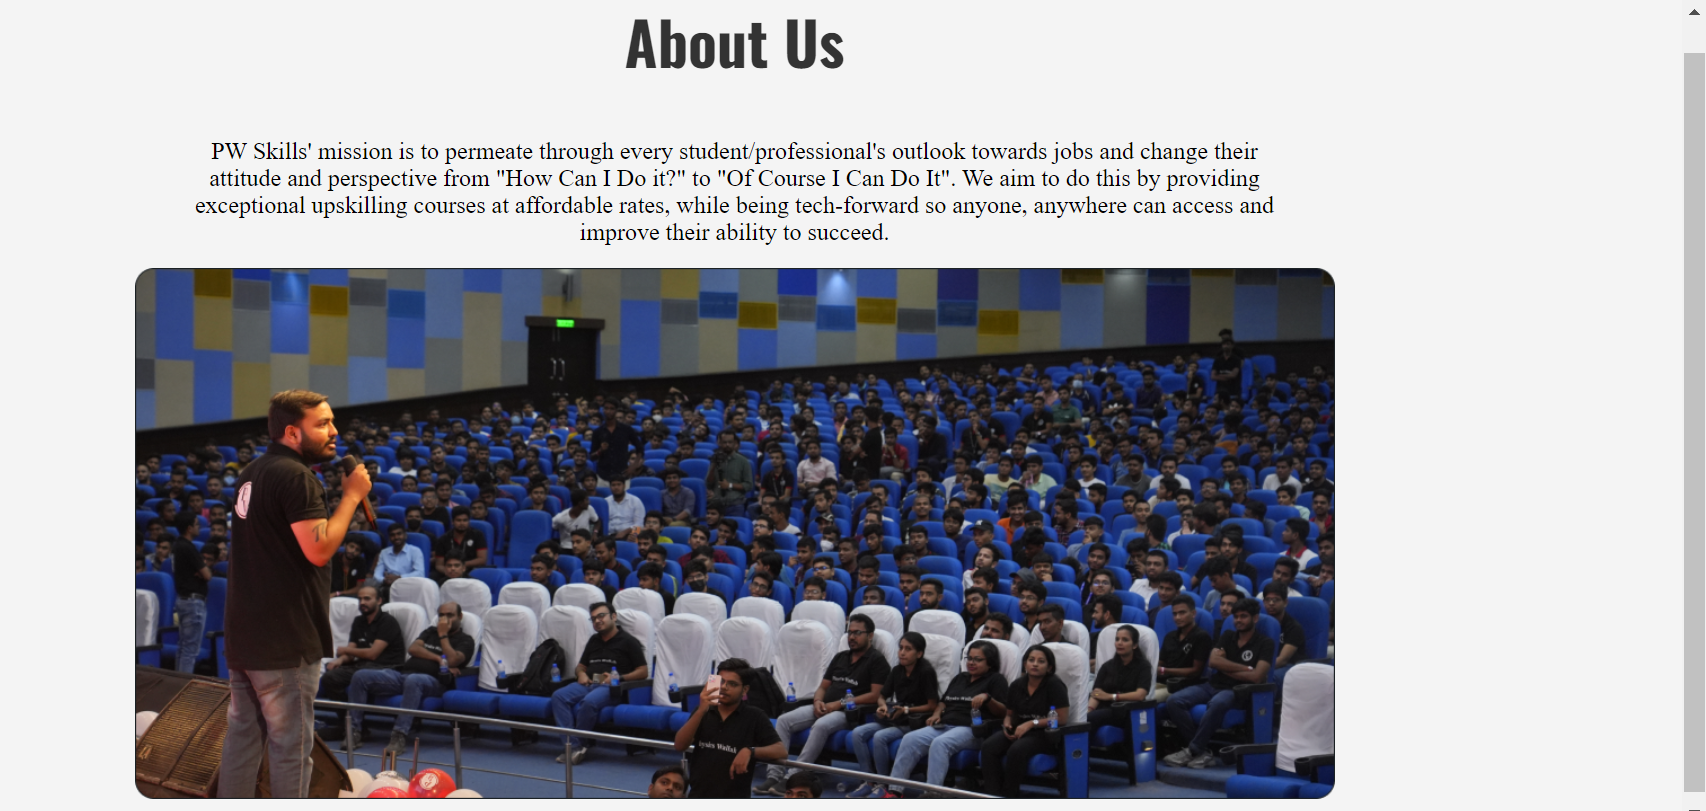 About Us
PW Skills' mission is to permeate through every student/professional's outlook towards jobs and change their
attitude and perspective from "How Can I Do it?" to "Of Course I Can Do It". We aim to do this by providing
exceptional upskilling courses at affordable rates, while being tech-forward so anyone, anywhere can access and
improve their ability to succeed.